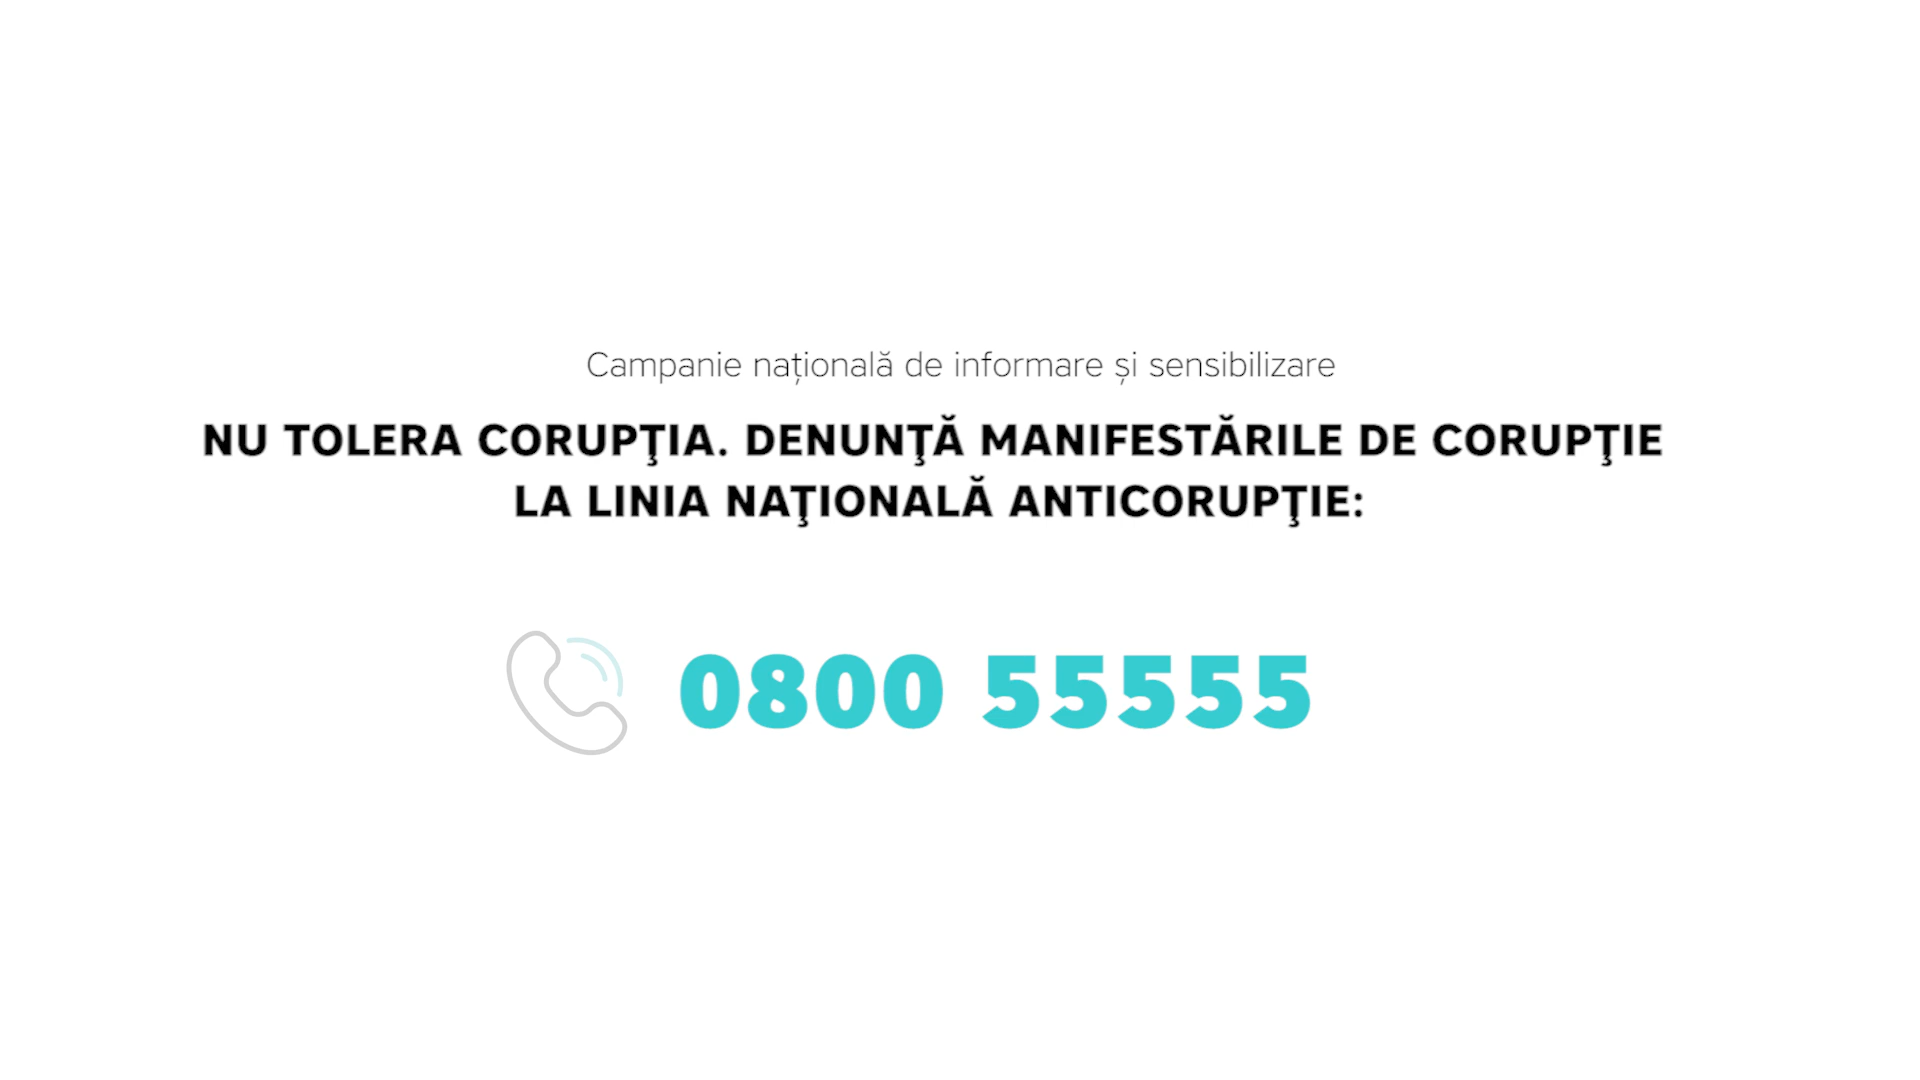 Campanie națională de informare și sensibilizare
NU TOLERA CORUPŢIA. DENUNŢĂ MANIFESTĂRILE DE CORUPŢIE
LA LINIA NAŢIONALĂ ANTICORUPŢIE:
0800 55555